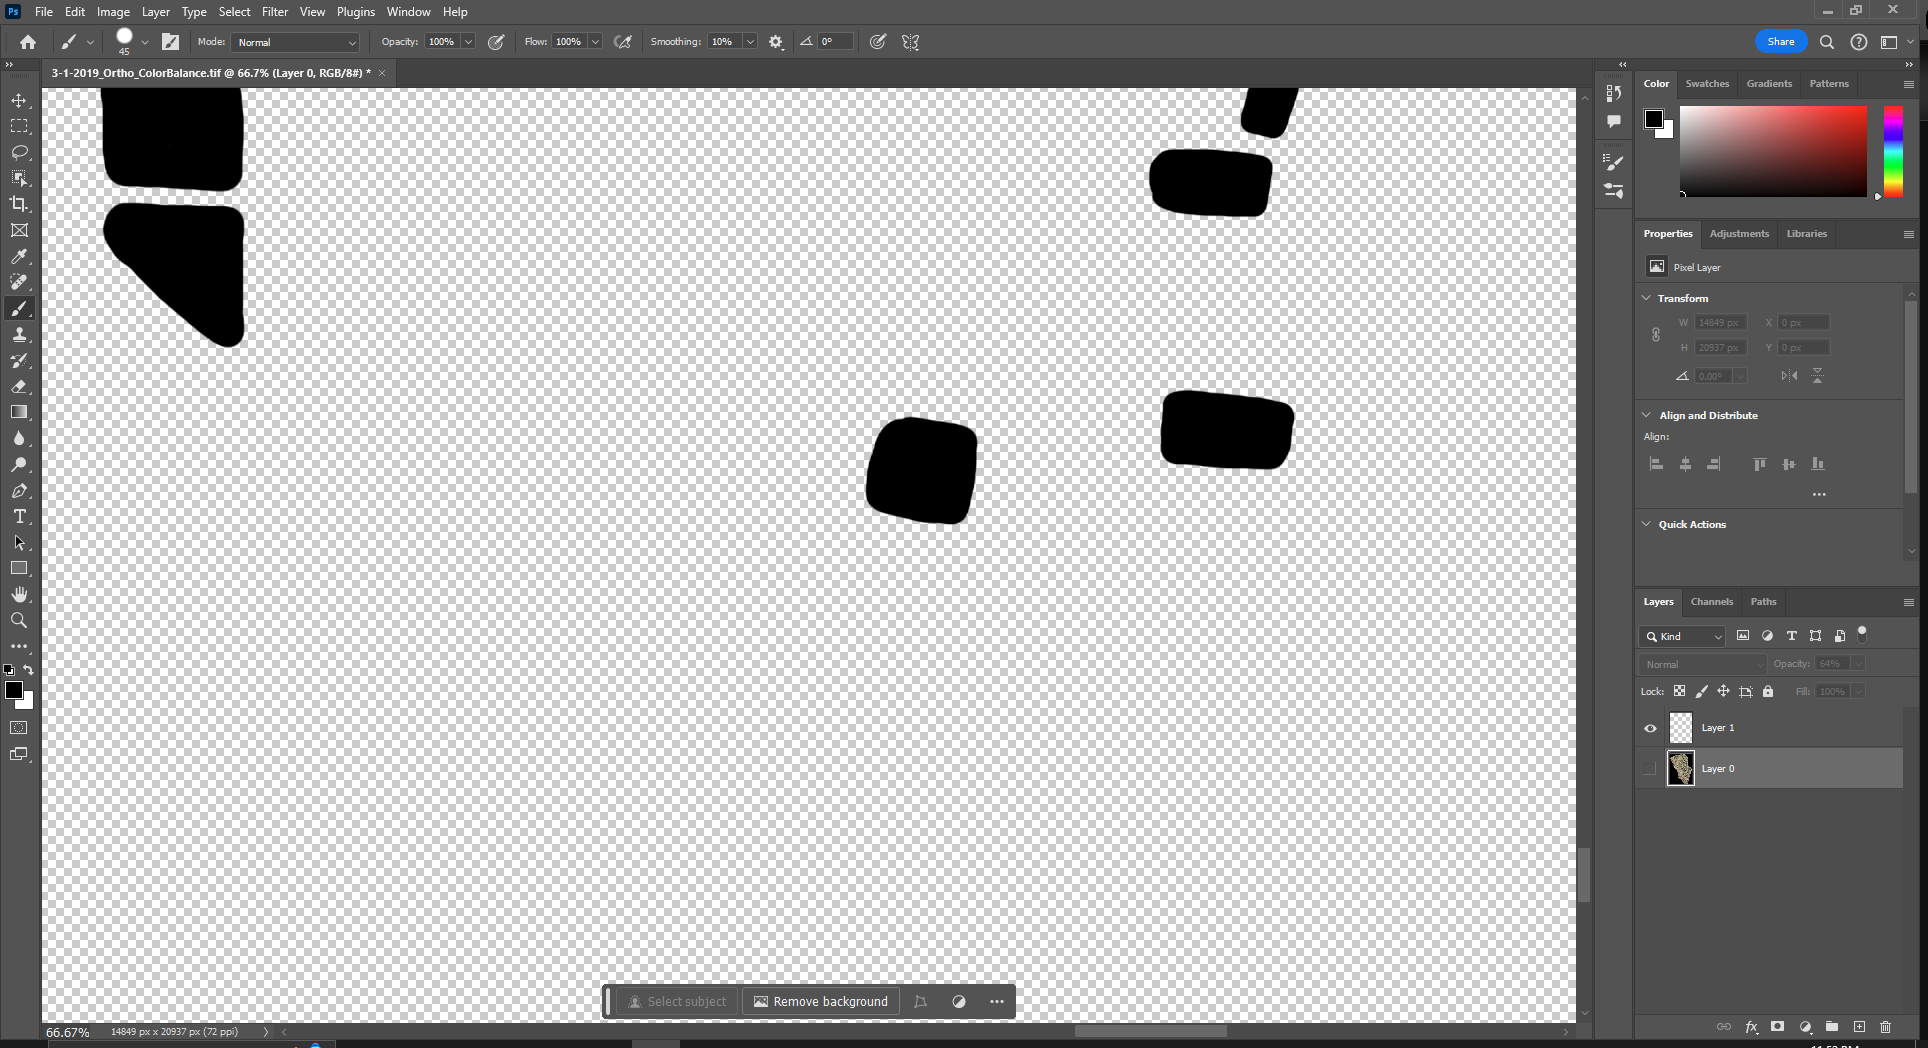 Ps File Edit Image Layer Type Select Filter View Plugins Window Help
45 Mode: Normal Opacity: 100% Flow: 100% Smoothing: 10% 0° Share
3-1-2019_Ortho_ColorBalance.tif @ 66.7% (Layer 0, RGB/8#) * ×
Color Swatches Gradients Patterns
Properties Adjustments Libraries
Pixel Layer
Transform
W 14849 px X 0 px
H 20937 px Y 0 px
0.00°
Align and Distribute
Align:
Quick Actions
Layers Channels Paths
Kind
Normal Opacity: 64%
Lock: Fill: 100%
Layer 1
Layer 0
Select subject Remove background
66.67% 14849 px x 20937 px (72 ppi)